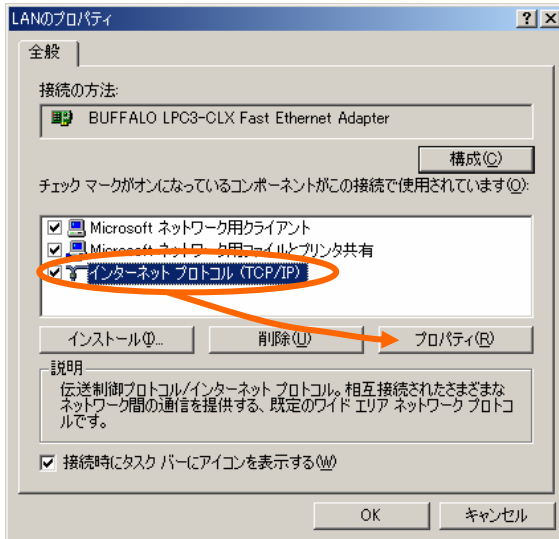 LANのプロパティ
全般
接続の方法:
BUFFALO LPC3-CLX Fast Ethernet Adapter
構成(C)
チェック マークがオンになっているコンポーネントがこの接続で使用されています(O):
Microsoft ネットワーク用クライアント
Microsoft ネットワーク用ファイルとプリンタ共有
インターネット プロトコル (TCP/IP)
インストール(I)...
削除(U)
プロパティ(R)
説明
伝送制御プロトコル/インターネット プロトコル。相互接続されたさまざまな
ネットワーク間の通信を提供する、既定のワイド エリア ネットワーク プロトコ
ルです。
接続時にタスク バーにアイコンを表示する(W)
OK
キャンセル